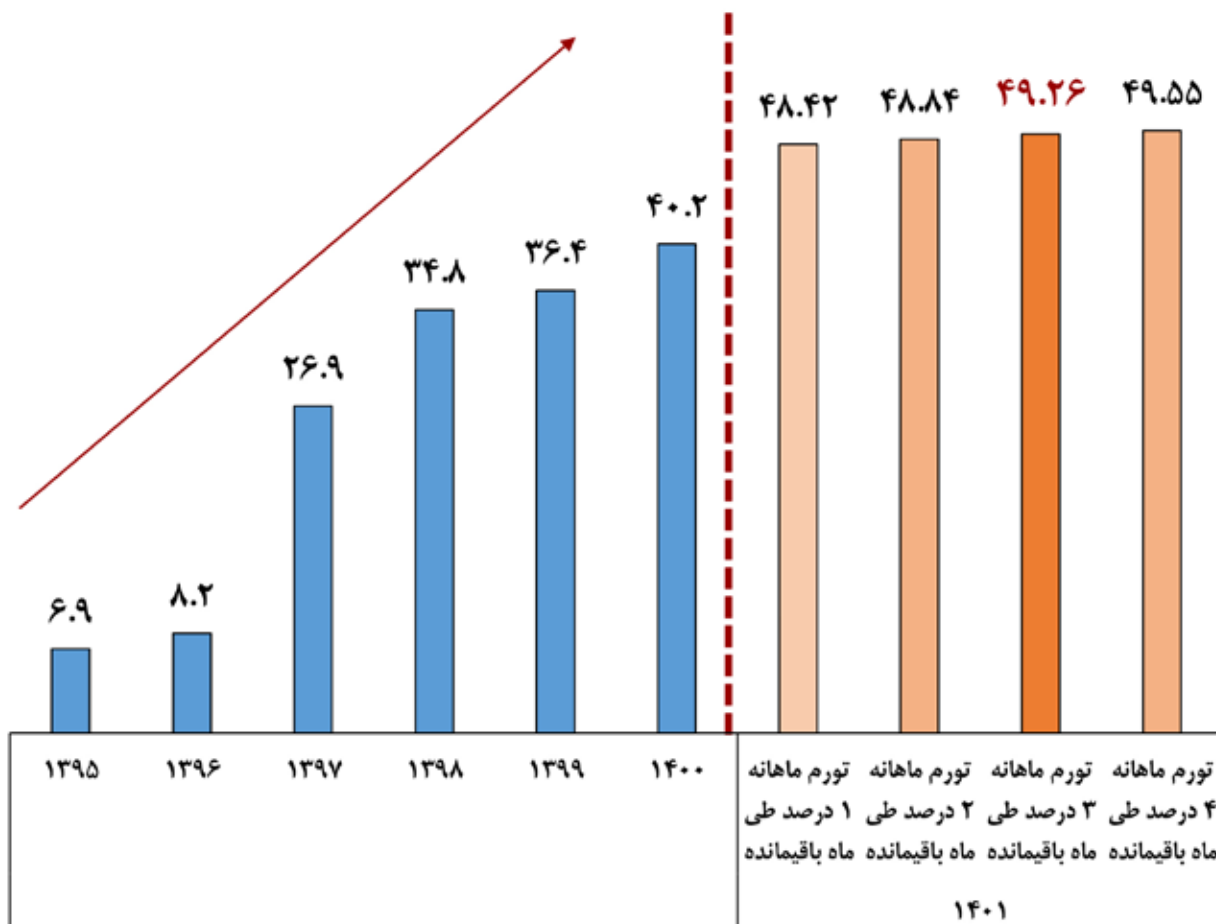 ۶.۹
۸.۲
۲۶.۹
۳۴.۸
۳۶.۴
۴۰.۲
۴۸.۴۲
۴۸.۸۴
۴۹.۲۶
۴۹.۵۵
۱۳۹۵
۱۳۹۶
۱۳۹۷
۱۳۹۸
۱۳۹۹
۱۴۰۰
تورم ماهانه
۱ درصد طی
ماه باقیمانده
تورم ماهانه
۲ درصد طی
ماه باقیمانده
تورم ماهانه
۳ درصد طی
ماه باقیمانده
تورم ماهانه
۴ درصد طی
ماه باقیمانده
۱۴۰۱